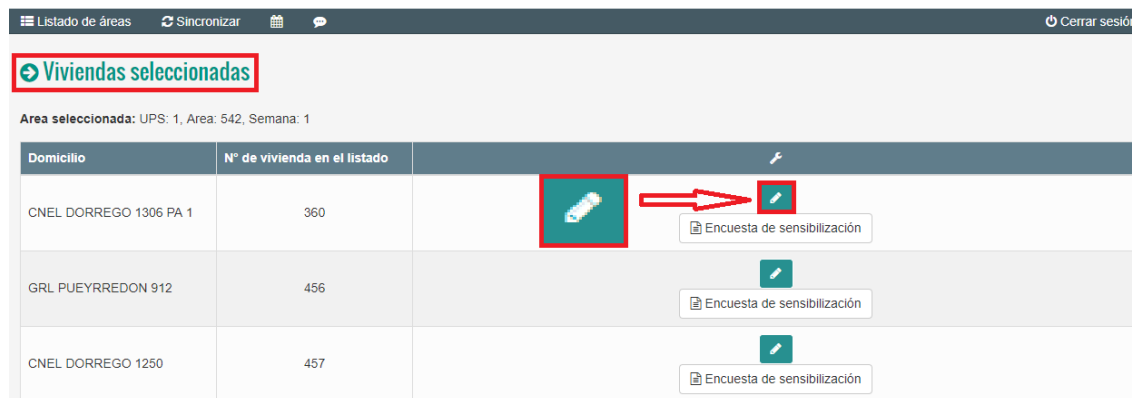 Listado de áreas Sincronizar Cerrar sesión
Viviendas seleccionadas
Area seleccionada: UPS: 1, Area: 542, Semana: 1
Domicilio N° de vivienda en el listado
CNEL DORREGO 1306 PA 1 360
Encuesta de sensibilización
GRL PUEYRREDON 912 456
Encuesta de sensibilización
CNEL DORREGO 1250 457
Encuesta de sensibilización